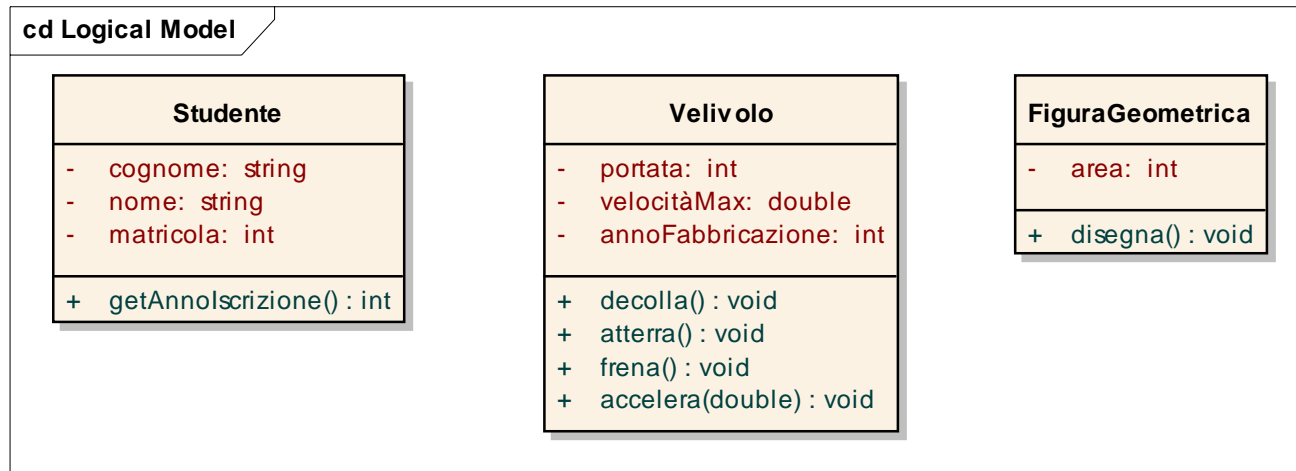 cd Logical Model
Studente
- cognome: string
- nome: string
- matricola: int
+ getAnnoIscrizione() : int
Velivolo
- portata: int
- velocitàMax: double
- annoFabbricazione: int
+ decolla() : void
+ atterra() : void
+ frena() : void
+ accelera(double) : void
FiguraGeometrica
- area: int
+ disegna() : void